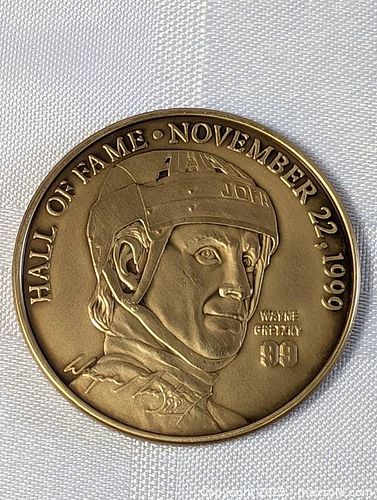 HALL OF FAME • NOVEMBER 22, 1999
JOFA
WAYNE
GRETZKY
99